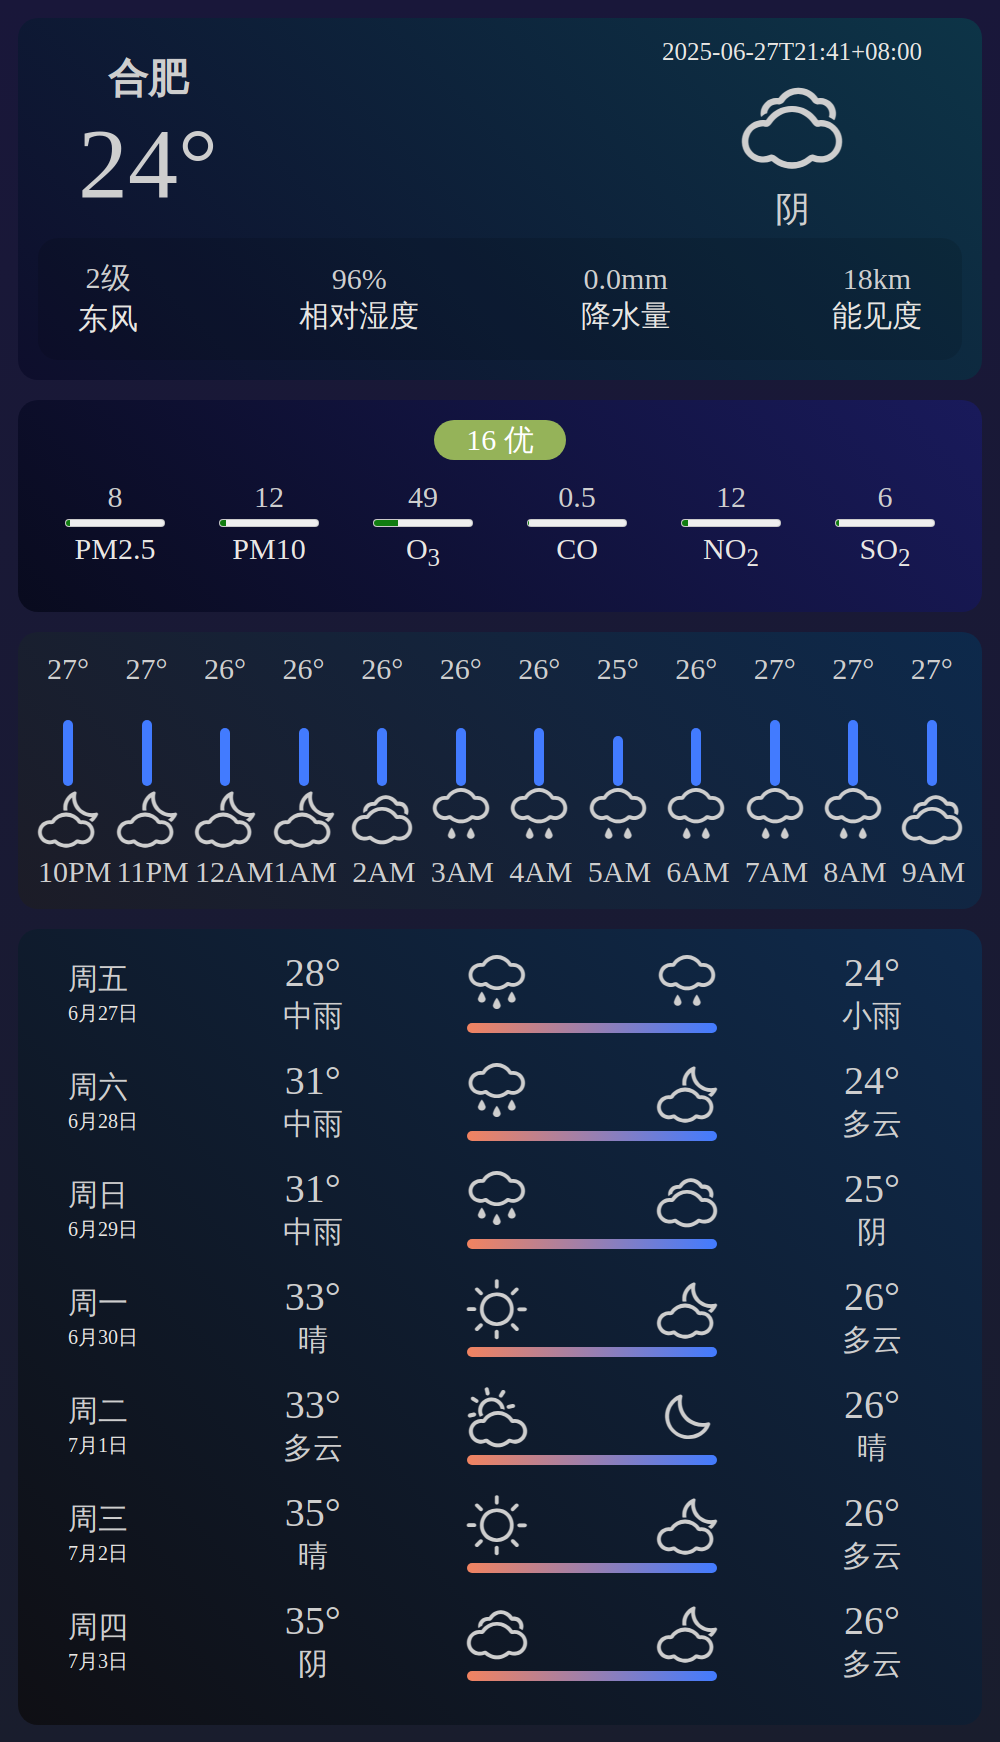 合肥
2025-06-27T21:41+08:00
24°
阴
2级 96% 0.0mm 18km
东风 相对湿度 降水量 能见度
16 优
8 12 49 0.5 12 6
PM2.5 PM10 O3 CO NO2 SO2
27° 27° 26° 26° 26° 26° 26° 25° 26° 27° 27° 27°
10PM 11PM 12AM 1AM 2AM 3AM 4AM 5AM 6AM 7AM 8AM 9AM
周五 28° 24°
6月27日 中雨 小雨
周六 31° 24°
6月28日 中雨 多云
周日 31° 25°
6月29日 中雨 阴
周一 33° 26°
6月30日 晴 多云
周二 33° 26°
7月1日 多云 晴
周三 35° 26°
7月2日 晴 多云
周四 35° 26°
7月3日 阴 多云